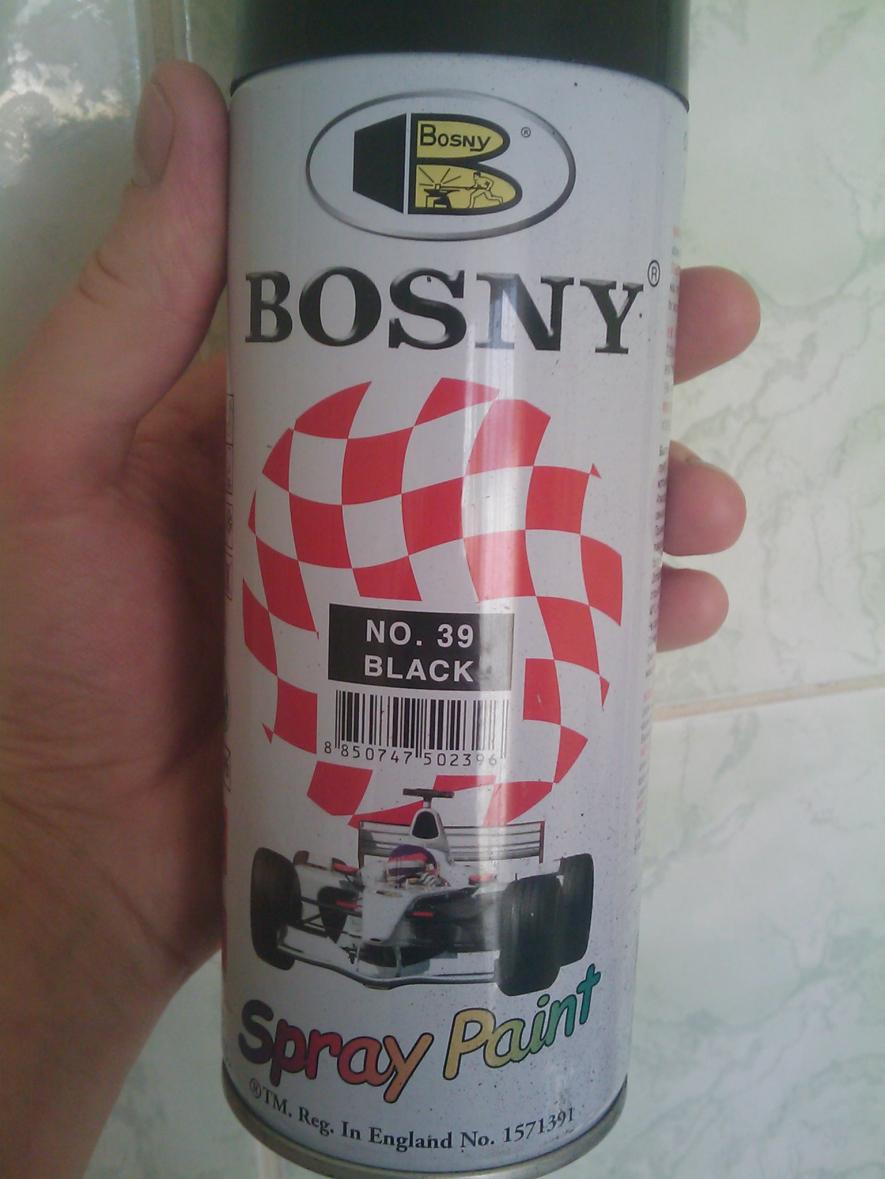 BOSNY
®
BOSNY®
NO. 39
BLACK
8 850747 502396
Spray Paint
®TM. Reg. In England No. 1571391